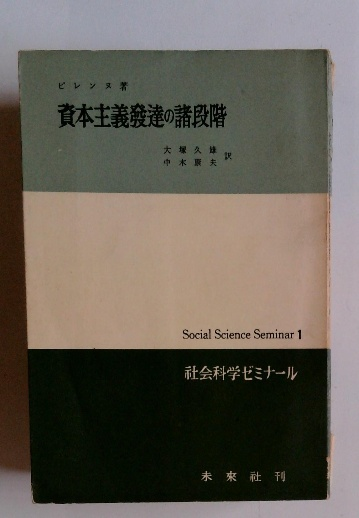 ピレンヌ著
資本主義發達の諸段階
大塚久雄
中木康夫 訳
Social Science Seminar 1
社会科学ゼミナール
未來社刊